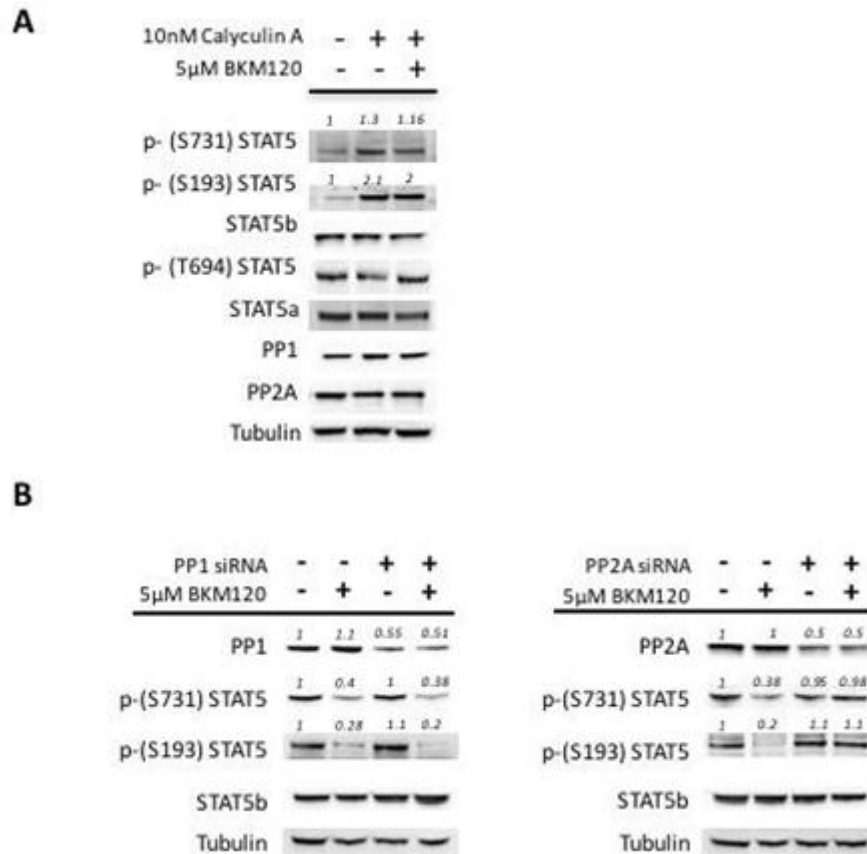 A
10nM Calyculin A - + +
5μM BKM120 - - +
1 1.3 1.16
p- (S731) STAT5
1 2.1 2
p- (S193) STAT5
STAT5b
p- (T694) STAT5
STAT5a
PP1
PP2A
Tubulin
B
PP1 siRNA - - + +
5μM BKM120 - + - +
1 1.1 0.55 0.51
PP1
1 0.4 1 0.38
p-(S731) STAT5
1 0.28 1.1 0.2
p-(S193) STAT5
STAT5b
Tubulin
PP2A siRNA - - + +
5μM BKM120 - + - +
1 1 0.5 0.5
PP2A
1 0.38 0.95 0.98
p-(S731) STAT5
1 0.2 1.1 1.1
p-(S193) STAT5
STAT5b
Tubulin